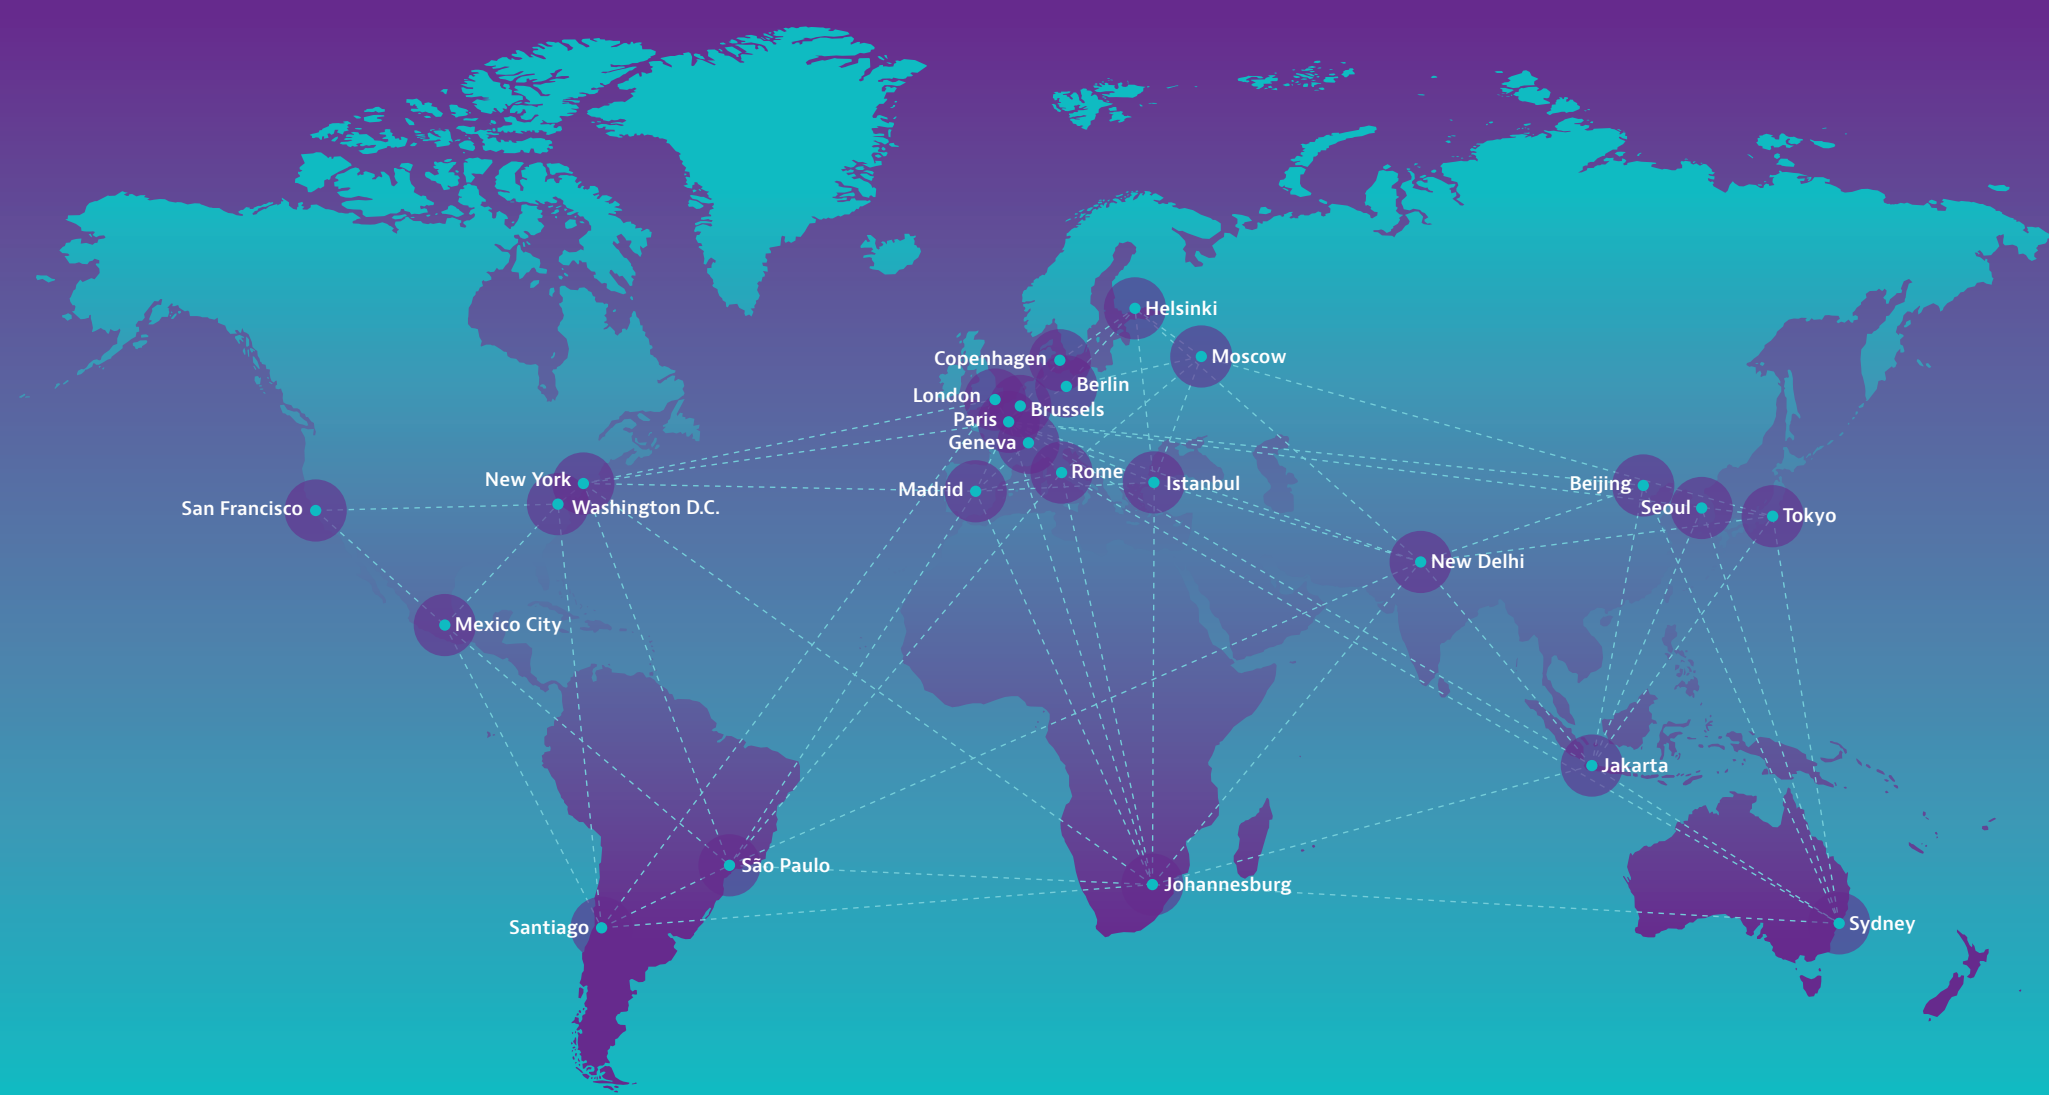 Helsinki
Copenhagen
Moscow
Berlin
London
Brussels
Paris
Geneva
Rome
New York
Madrid
Istanbul
Beijing
San Francisco
Washington D.C.
Seoul
Tokyo
New Delhi
Mexico City
Jakarta
São Paulo
Johannesburg
Santiago
Sydney